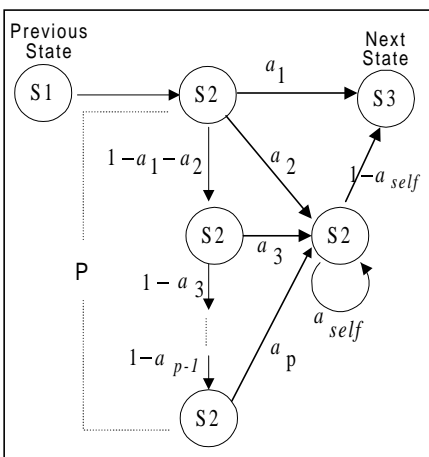 Previous State
Next State
S1
S2
a1
S3
1-a1-a2
a2
1-aself
S2
a3
S2
P
1-a3
aself
1-ap-1
ap
S2